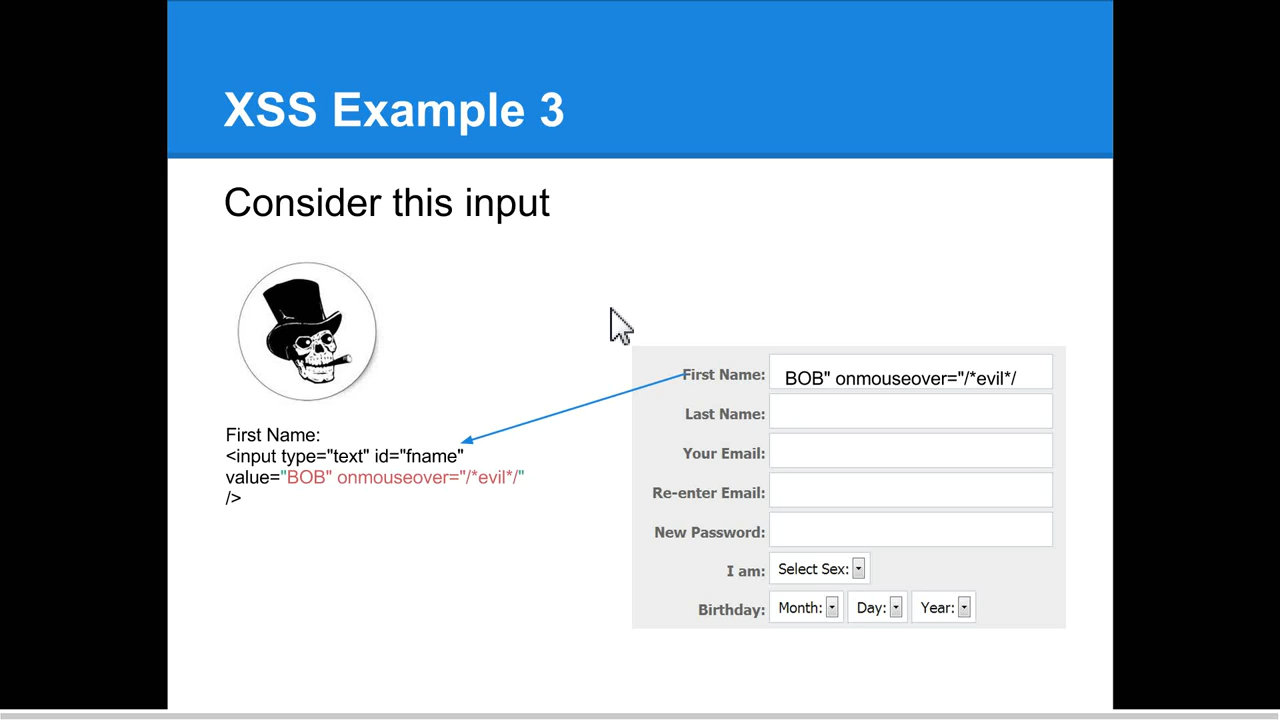 XSS Example 3
Consider this input
First Name:
<input type="text" id="fname"
value="BOB" onmouseover="/*evil*/"
/>
First Name: BOB" onmouseover="/*evil*/
Last Name:
Your Email:
Re-enter Email:
New Password:
I am: Select Sex:
Birthday: Month: Day: Year: